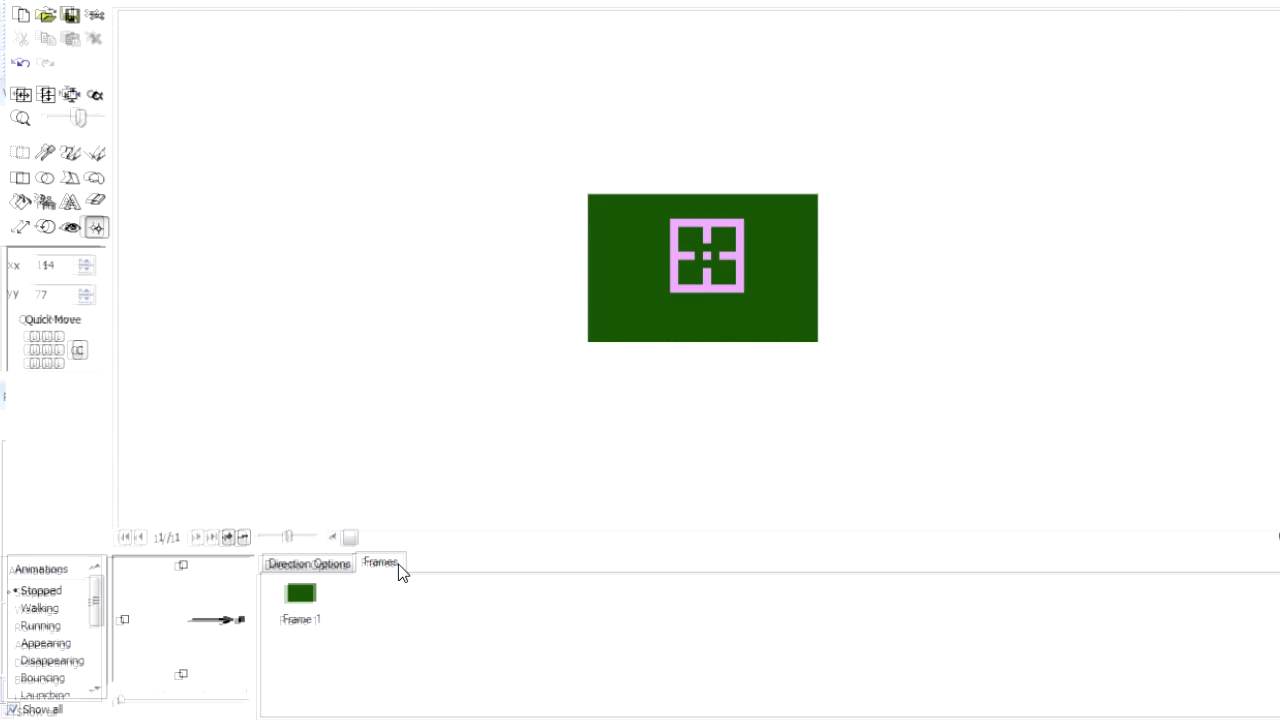 X 114
Y 77
Quick Move
1/1
Direction Options
Frames
Frame 1
Animations
• Stopped
Walking
Running
Appearing
Disappearing
Bouncing
Launching
Show all